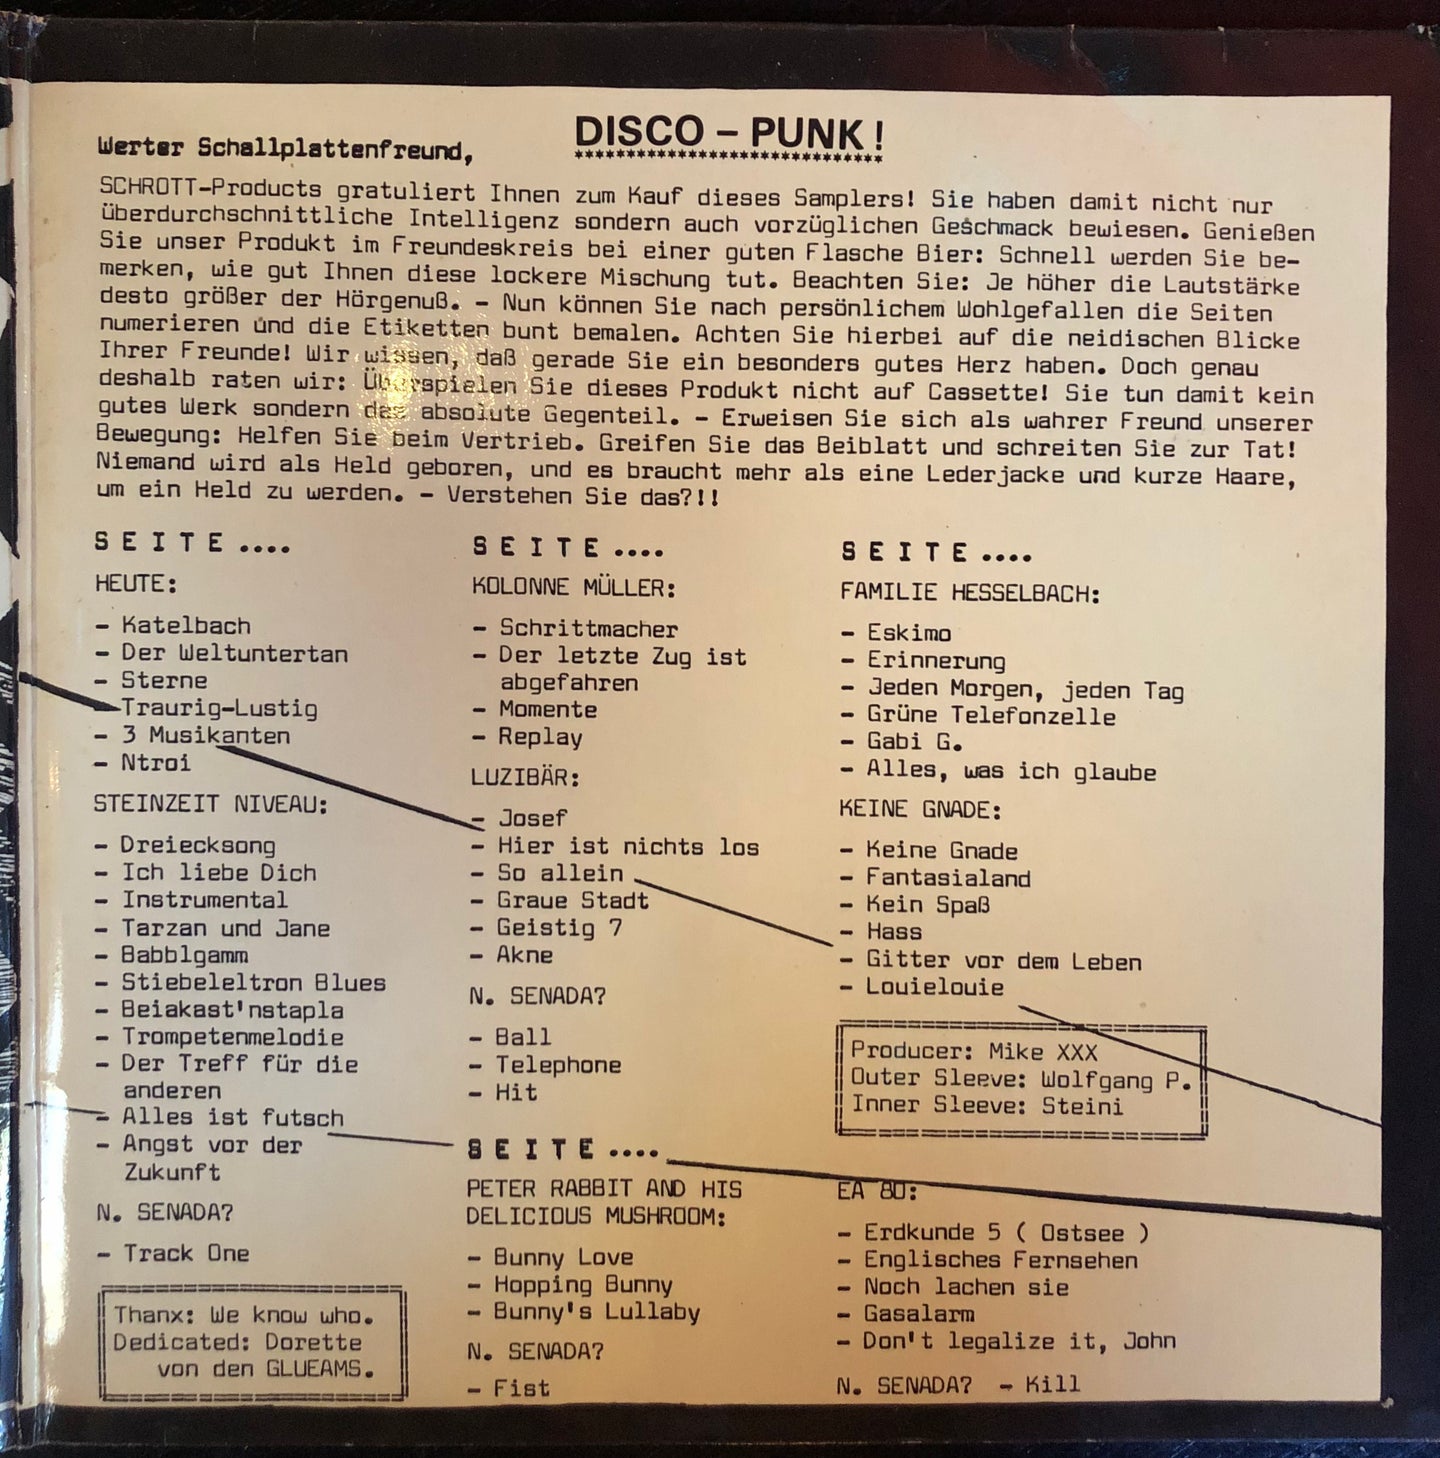 DISCO – PUNK!
***********************************
Werter Schallplattenfreund,
SCHROTT-Products gratuliert Ihnen zum Kauf dieses Samplers! Sie haben damit nicht nur
überdurchschnittliche Intelligenz sondern auch vorzüglichen Geschmack bewiesen. Genießen
Sie unser Produkt im Freundeskreis bei einer guten Flasche Bier: Schnell werden Sie be-
merken, wie gut Ihnen diese lockere Mischung tut. Beachten Sie: Je höher die Lautstärke
desto größer der Hörgenuß. – Nun können Sie nach persönlichem Wohlgefallen die Seiten
numerieren und die Etiketten bunt bemalen. Achten Sie hierbei auf die neidischen Blicke
Ihrer Freunde! Wir wissen, daß gerade Sie ein besonders gutes Herz haben. Doch genau
deshalb raten wir: Überspielen Sie dieses Produkt nicht auf Cassette! Sie tun damit kein
gutes Werk sondern das absolute Gegenteil. – Erweisen Sie sich als wahrer Freund unserer
Bewegung: Helfen Sie beim Vertrieb. Greifen Sie das Beiblatt und schreiten Sie zur Tat!
Niemand wird als Held geboren, und es braucht mehr als eine Lederjacke und kurze Haare,
um ein Held zu werden. – Verstehen Sie das?!!
SEITE....
HEUTE:
– Katelbach
– Der Weltuntertan
– Sterne
– Traurig-Lustig
– 3 Musikanten
– Ntroi
STEINZEIT NIVEAU:
– Dreiecksong
– Ich liebe Dich
– Instrumental
– Tarzan und Jane
– Babblgamm
– Stiebeleltron Blues
– Beiakast'nstapla
– Trompetenmelodie
– Der Treff für die
anderen
– Alles ist futsch
– Angst vor der
Zukunft
N. SENADA?
– Track One
Thanx: We know who.
Dedicated: Dorette
von den GLUEAMS.
SEITE....
KOLONNE MÜLLER:
– Schrittmacher
– Der letzte Zug ist
abgefahren
– Momente
– Replay
LUZIBÄR:
– Josef
– Hier ist nichts los
– So allein
– Graue Stadt
– Geistig 7
– Akne
N. SENADA?
– Ball
– Telephone
– Hit
SEITE....
PETER RABBIT AND HIS
DELICIOUS MUSHROOM:
– Bunny Love
– Hopping Bunny
– Bunny's Lullaby
N. SENADA?
– Fist
SEITE....
FAMILIE HESSELBACH:
– Eskimo
– Erinnerung
– Jeden Morgen, jeden Tag
– Grüne Telefonzelle
– Gabi G.
– Alles, was ich glaube
KEINE GNADE:
– Keine Gnade
– Fantasialand
– Kein Spaß
– Hass
– Gitter vor dem Leben
– Louielouie
Producer: Mike XXX
Outer Sleeve: Wolfgang P.
Inner Sleeve: Steini
EA 80:
– Erdkunde 5 ( Ostsee )
– Englisches Fernsehen
– Noch lachen sie
– Gasalarm
– Don't legalize it, John
N. SENADA? – Kill